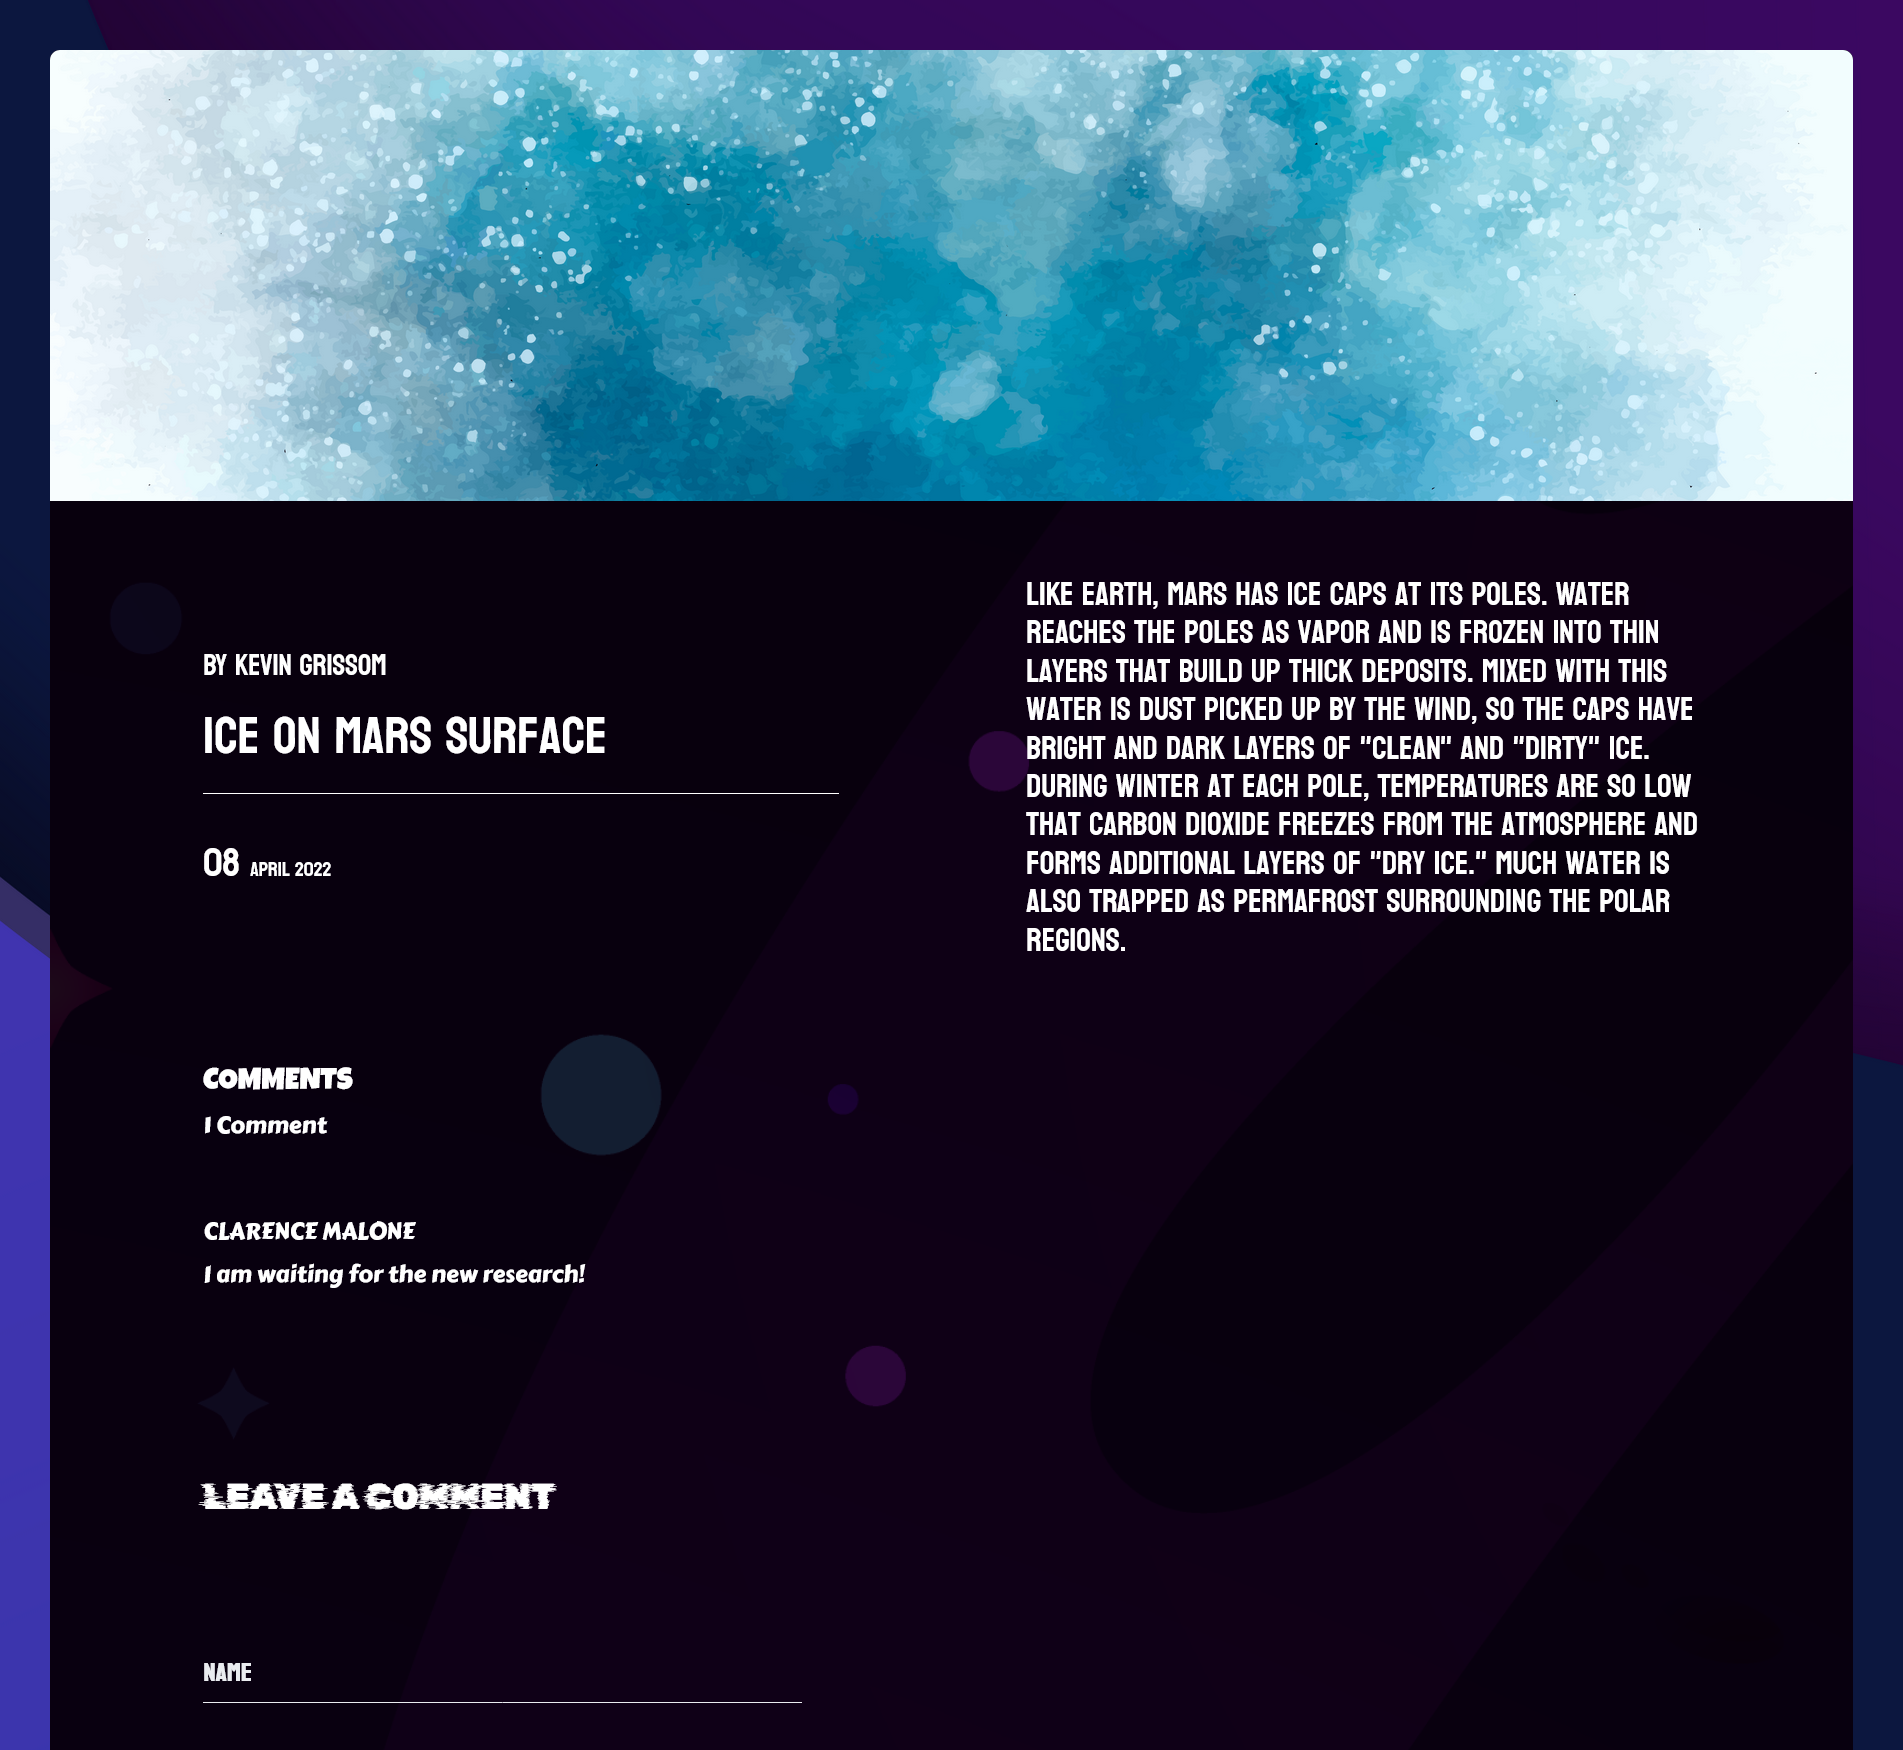 BY KEVIN GRISSOM
ICE ON MARS SURFACE
08 APRIL 2022
LIKE EARTH, MARS HAS ICE CAPS AT ITS POLES. WATER
REACHES THE POLES AS VAPOR AND IS FROZEN INTO THIN
LAYERS THAT BUILD UP THICK DEPOSITS. MIXED WITH THIS
WATER IS DUST PICKED UP BY THE WIND, SO THE CAPS HAVE
BRIGHT AND DARK LAYERS OF "CLEAN" AND "DIRTY" ICE.
DURING WINTER AT EACH POLE, TEMPERATURES ARE SO LOW
THAT CARBON DIOXIDE FREEZES FROM THE ATMOSPHERE AND
FORMS ADDITIONAL LAYERS OF "DRY ICE." MUCH WATER IS
ALSO TRAPPED AS PERMAFROST SURROUNDING THE POLAR
REGIONS.
COMMENTS
1 Comment
CLARENCE MALONE
I am waiting for the new research!
LEAVE A COMMENT
NAME